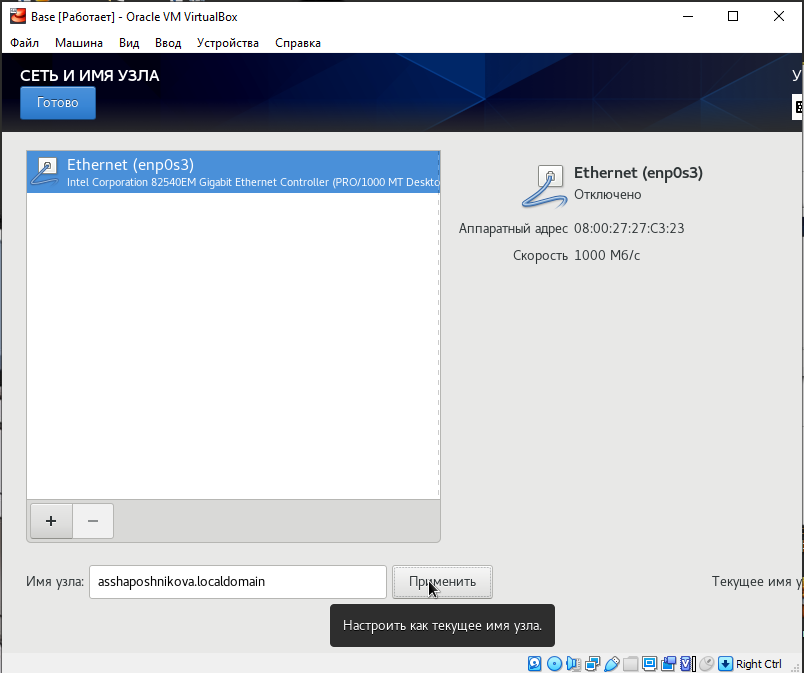 Base [Работает] - Oracle VM VirtualBox
Файл Машина Вид Ввод Устройства Справка
СЕТЬ И ИМЯ УЗЛА
У
Готово
Ethernet (enp0s3)
Intel Corporation 82540EM Gigabit Ethernet Controller (PRO/1000 MT Deskto
Ethernet (enp0s3)
Отключено
Аппаратный адрес 08:00:27:27:C3:23
Скорость 1000 Мб/с
+ −
Имя узла: asshaposhnikova.localdomain Применить Текущее имя у
Настроить как текущее имя узла.
Right Ctrl